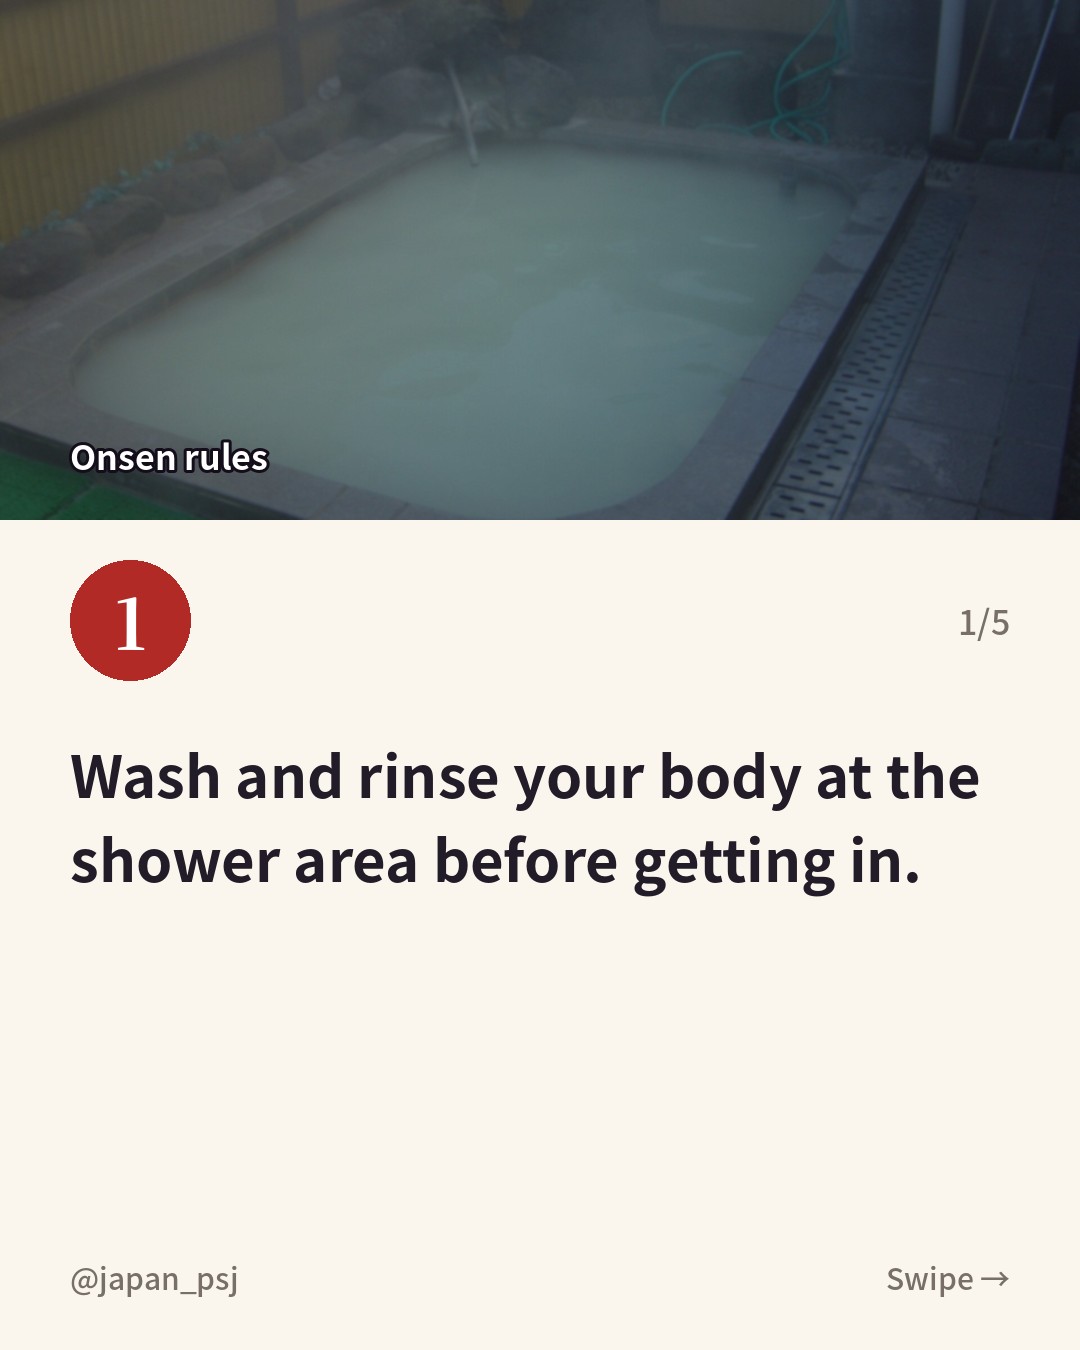 Onsen rules
1
1/5
Wash and rinse your body at the
shower area before getting in.
@japan_psj
Swipe →